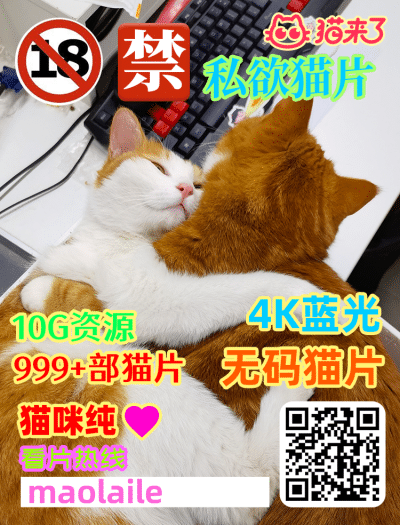 18
禁
猫来了
私欲猫片
10G资源
4K蓝光
999+部猫片
无码猫片
猫咪纯
看片热线
maolaile